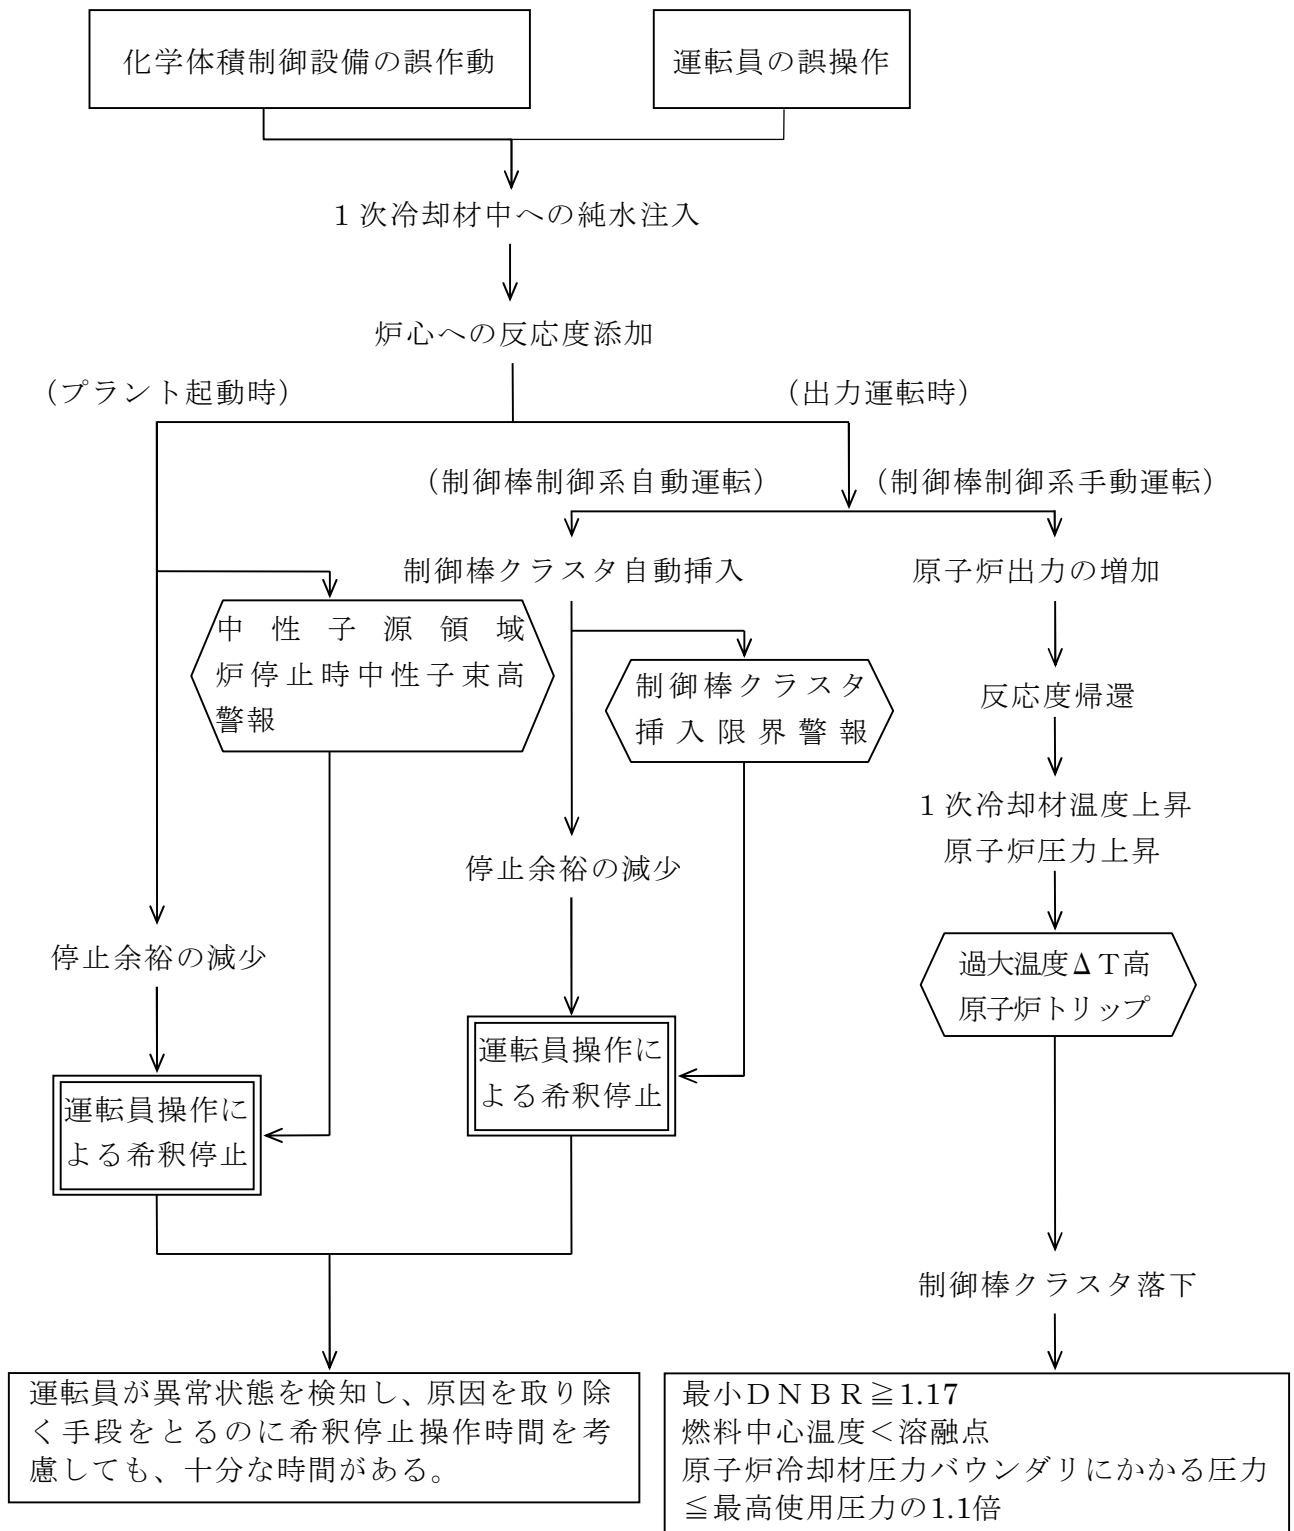 化学体積制御設備の誤作動
運転員の誤操作
１次冷却材中への純水注入
炉心への反応度添加
（プラント起動時）
（出力運転時）
（制御棒制御系自動運転）
（制御棒制御系手動運転）
制御棒クラスタ自動挿入
原子炉出力の増加
中性子源領域
炉停止時中性子束高
警報
制御棒クラスタ
挿入限界警報
反応度帰還
１次冷却材温度上昇
原子炉圧力上昇
停止余裕の減少
停止余裕の減少
過大温度ΔＴ高
原子炉トリップ
運転員操作に
よる希釈停止
運転員操作に
よる希釈停止
制御棒クラスタ落下
運転員が異常状態を検知し、原因を取り除
く手段をとるのに希釈停止操作時間を考
慮しても、十分な時間がある。
最小ＤＮＢＲ≧1.17
燃料中心温度＜溶融点
原子炉冷却材圧力バウンダリにかかる圧力
≦最高使用圧力の1.1倍